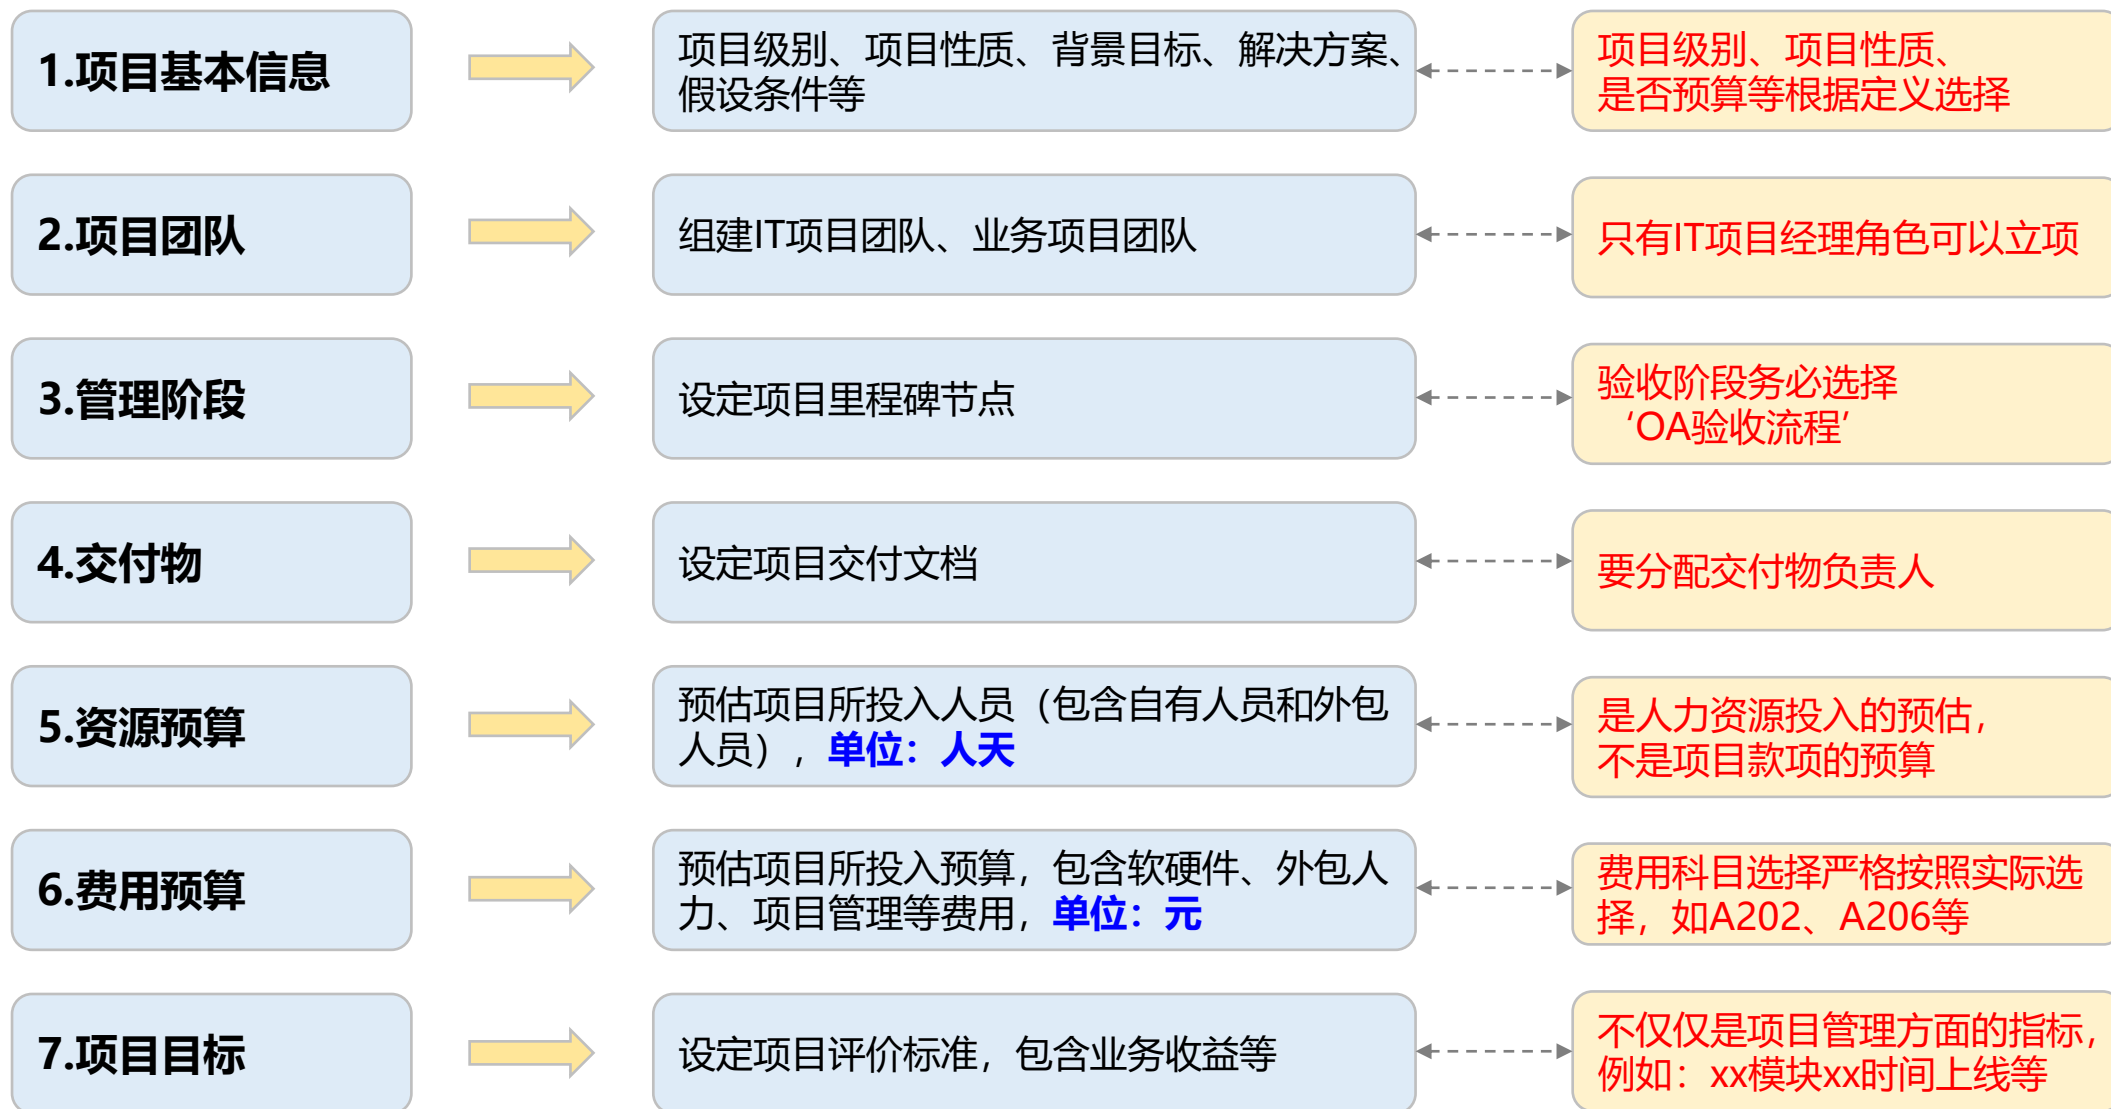 1.项目基本信息
项目级别、项目性质、背景目标、解决方案、
假设条件等
项目级别、项目性质、
是否预算等根据定义选择
2.项目团队
组建IT项目团队、业务项目团队
只有IT项目经理角色可以立项
3.管理阶段
设定项目里程碑节点
验收阶段务必选择
‘OA验收流程’
4.交付物
设定项目交付文档
要分配交付物负责人
5.资源预算
预估项目所投入人员（包含自有人员和外包
人员），单位：人天
是人力资源投入的预估，
不是项目款项的预算
6.费用预算
预估项目所投入预算，包含软硬件、外包人
力、项目管理等费用，单位：元
费用科目选择严格按照实际选
择，如A202、A206等
7.项目目标
设定项目评价标准，包含业务收益等
不仅仅是项目管理方面的指标，
例如：xx模块xx时间上线等